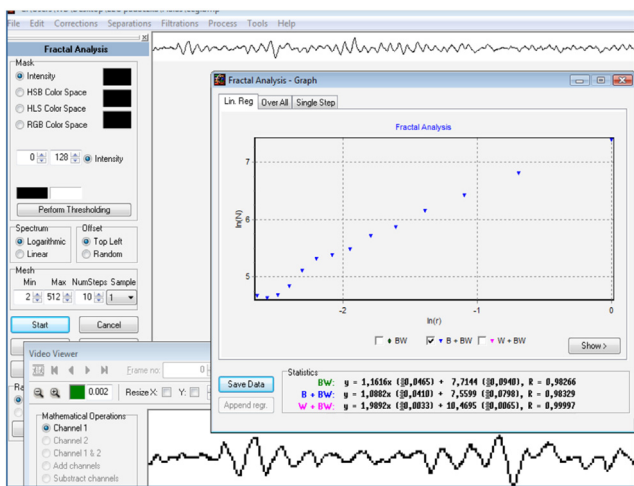 File Edit Corrections Separations Filtrations Process Tools Help
Fractal Analysis
Mask
Intensity
HSB Color Space
HLS Color Space
RGB Color Space
0 128 Intensity
Perform Thresholding
Spectrum
Logarithmic
Linear
Offset
Top Left
Random
Mesh
Min Max NumSteps Sample
2 512 10 1
Start Cancel
Video Viewer
Frame no: 0
0.002 Resize X: Y:
Mathematical Operations
Channel 1
Channel 2
Channel 1 & 2
Add channels
Substract channels
Fractal Analysis - Graph
Lin. Reg Over All Single Step
Fractal Analysis
ln(N)
7
6
5
-2 -1 0
ln(r)
BW B + BW W + BW
Show >
Save Data
Append regr.
Statistics
BW: y = 1,1616x (‡0,0465) + 7,7144 (‡0,0940), R = 0,98266
B + BW: y = 1,0882x (‡0,0410) + 7,5599 (‡0,0798), R = 0,98329
W + BW: y = 1,9892x (‡0,0033) + 10,4695 (‡0,0065), R = 0,99997